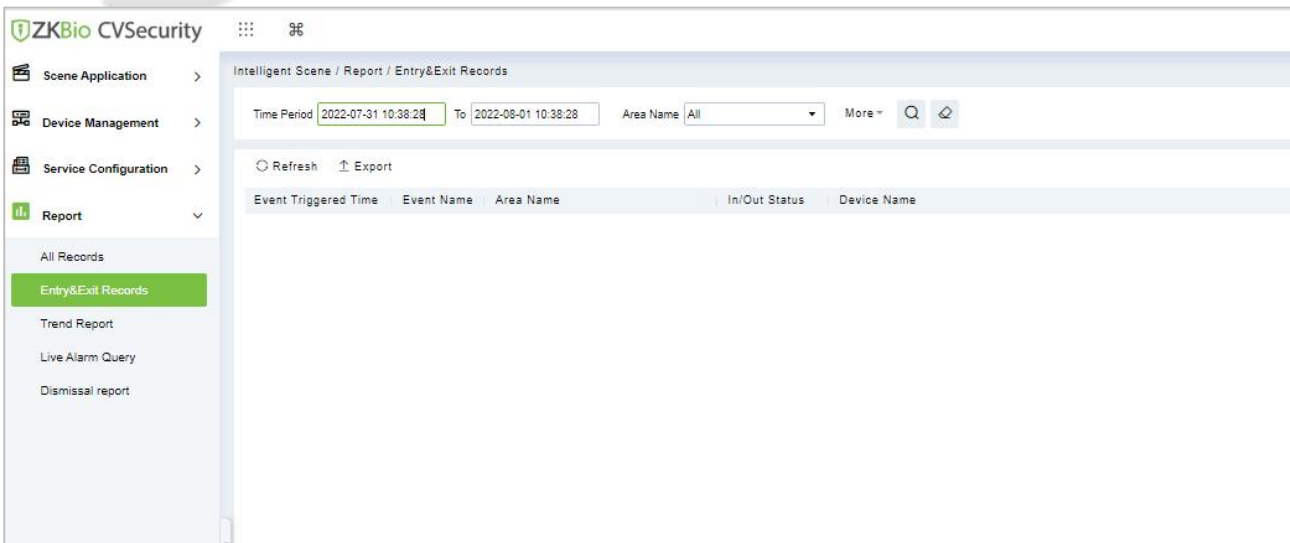 ZKBio CVSecurity
Scene Application
Device Management
Service Configuration
Report
All Records
Entry&Exit Records
Trend Report
Live Alarm Query
Dismissal report
Intelligent Scene / Report / Entry&Exit Records
Time Period 2022-07-31 10:38:28 To 2022-08-01 10:38:28 Area Name All More
Refresh Export
Event Triggered Time Event Name Area Name In/Out Status Device Name